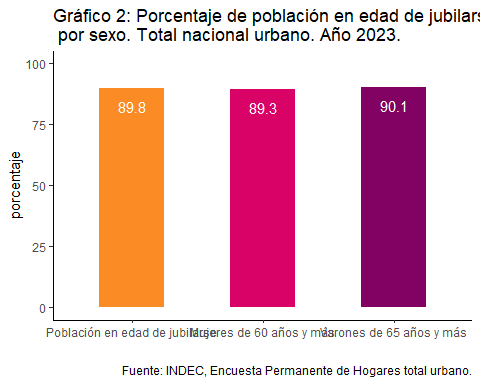 Gráfico 2: Porcentaje de población en edad de jubilars
por sexo. Total nacional urbano. Año 2023.
100
75
50
25
0
porcentaje
89.8
89.3
90.1
Población en edad de jubilarse
Mujeres de 60 años y más
Varones de 65 años y más
Fuente: INDEC, Encuesta Permanente de Hogares total urbano.